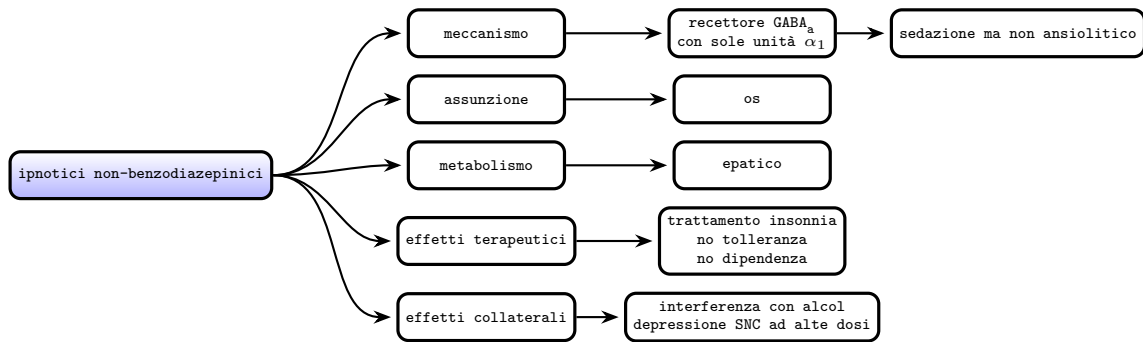 ipnotici non-benzodiazepinici
meccanismo
recettore GABAₐ
con sole unità α₁
sedazione ma non ansiolitico
assunzione
os
metabolismo
epatico
effetti terapeutici
trattamento insonnia
no tolleranza
no dipendenza
effetti collaterali
interferenza con alcol
depressione SNC ad alte dosi